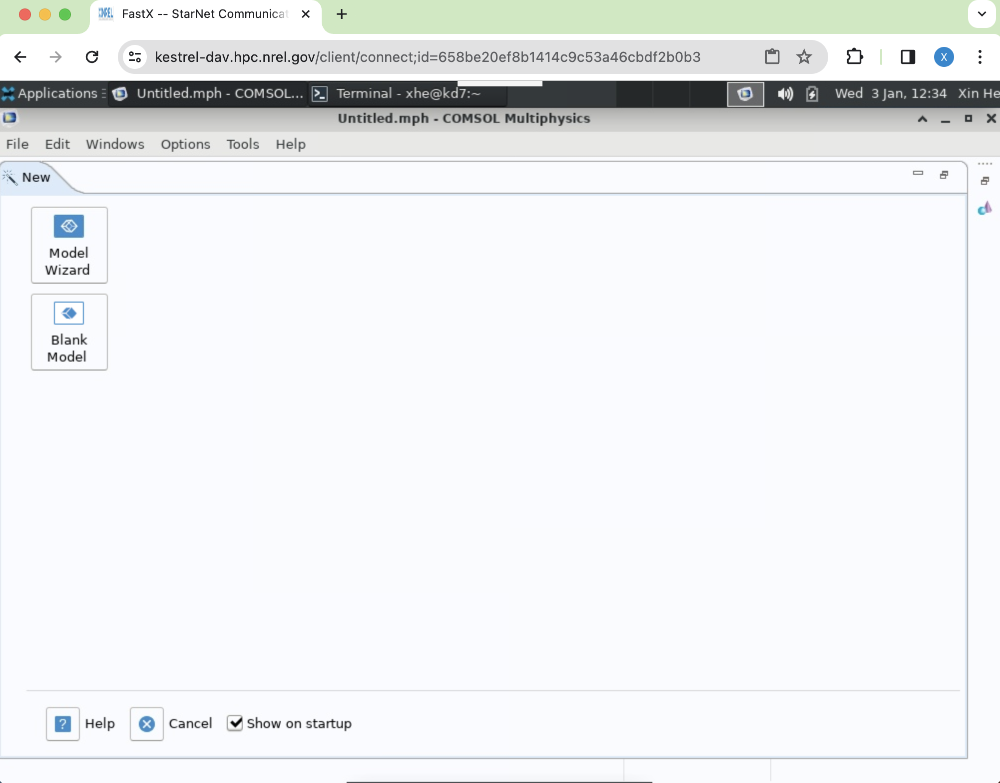 NREL FastX -- StarNet Communicat
kestrel-dav.hpc.nrel.gov/client/connect;id=658be20ef8b1414c9c53a46cbdf2b0b3
X
Applications Untitled.mph - COMSOL... Terminal - xhe@kd7:~ Wed 3 Jan, 12:34 Xin He
Untitled.mph - COMSOL Multiphysics
File Edit Windows Options Tools Help
New
Model
Wizard
Blank
Model
? Help Cancel Show on startup